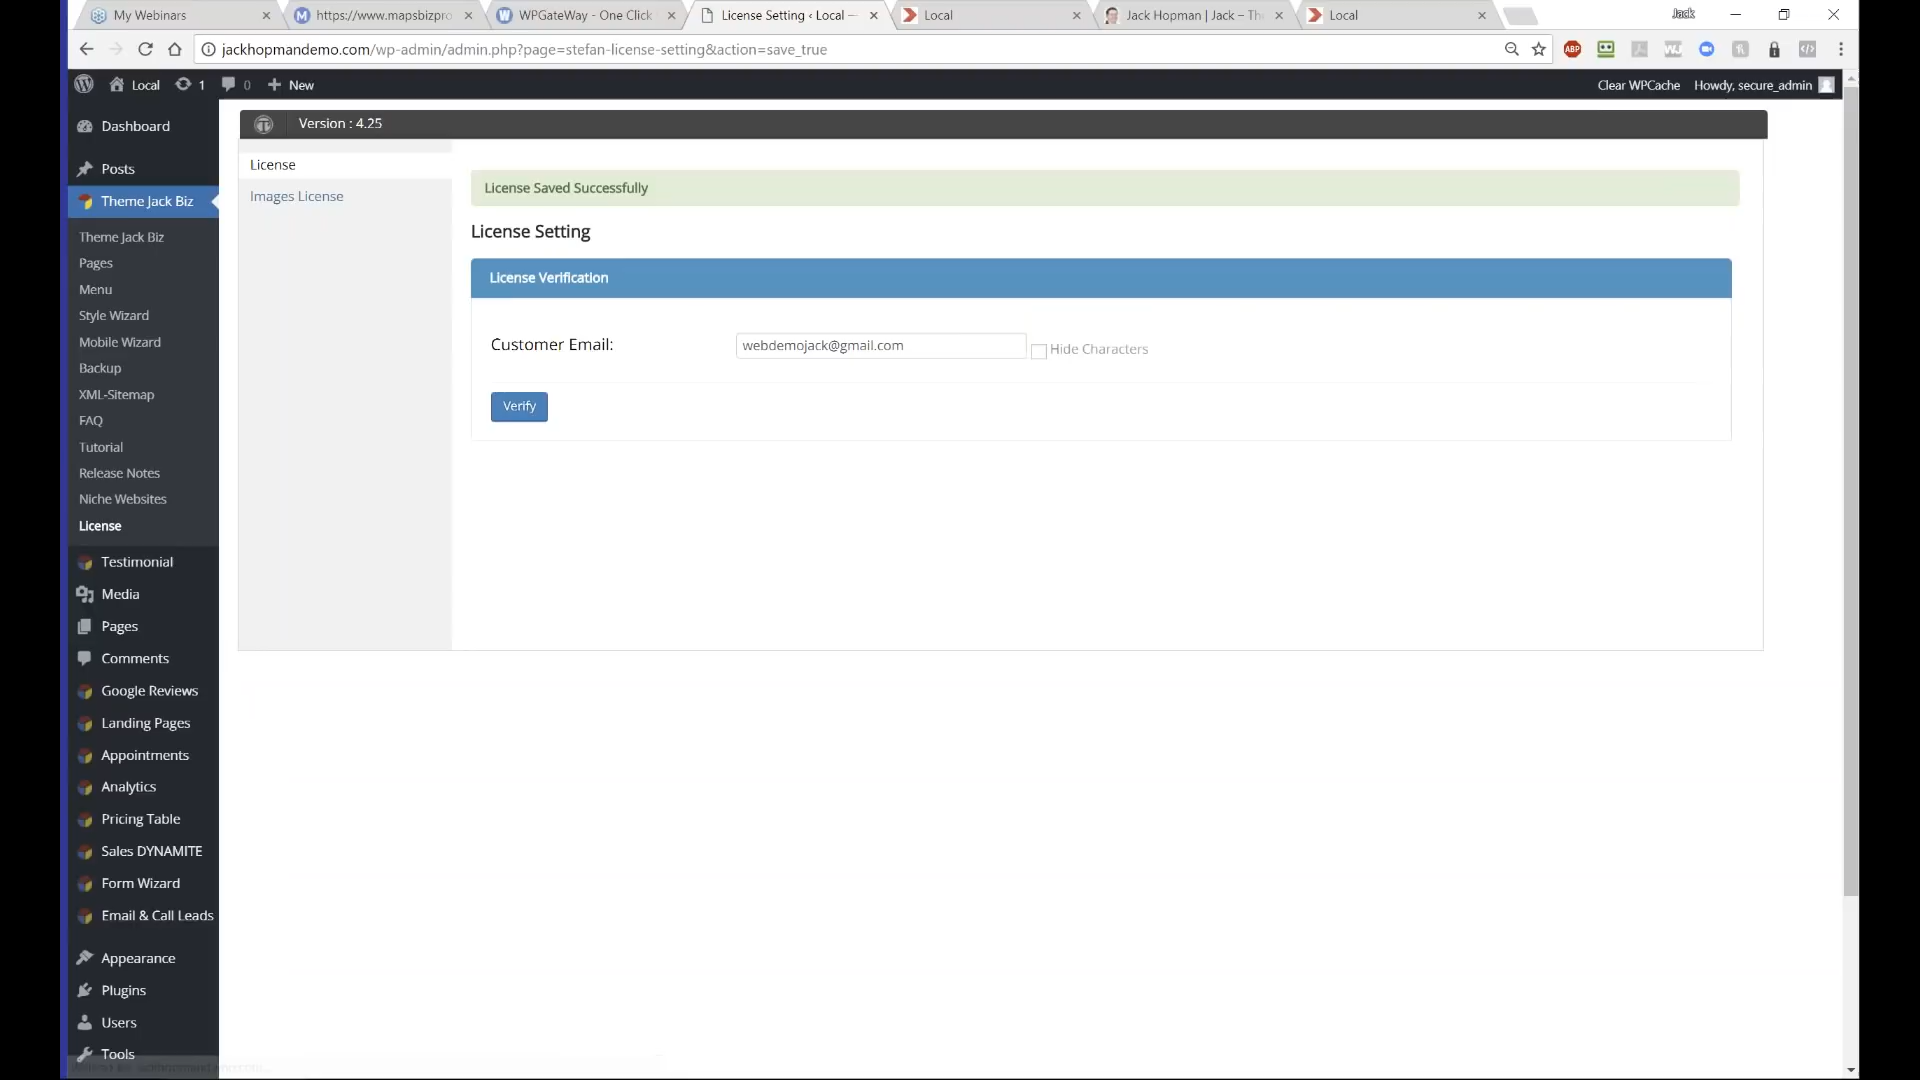 My Webinars
https://www.mapsbizpro
WPGateWay - One Click
License Setting ‹ Local —
Local
Jack Hopman | Jack – The
Local
Jack
jackhopmandemo.com/wp-admin/admin.php?page=stefan-license-setting&action=save_true
ABP
Local
1
0
New
Clear WPCache
Howdy, secure_admin
Version : 4.25
Dashboard
Posts
Theme Jack Biz
Theme Jack Biz
Pages
Menu
Style Wizard
Mobile Wizard
Backup
XML-Sitemap
FAQ
Tutorial
Release Notes
Niche Websites
License
Testimonial
Media
Pages
Comments
Google Reviews
Landing Pages
Appointments
Analytics
Pricing Table
Sales DYNAMITE
Form Wizard
Email & Call Leads
Appearance
Plugins
Users
Tools
License
Images License
License Saved Successfully
License Setting
License Verification
Customer Email:
webdemojack@gmail.com
Hide Characters
Verify